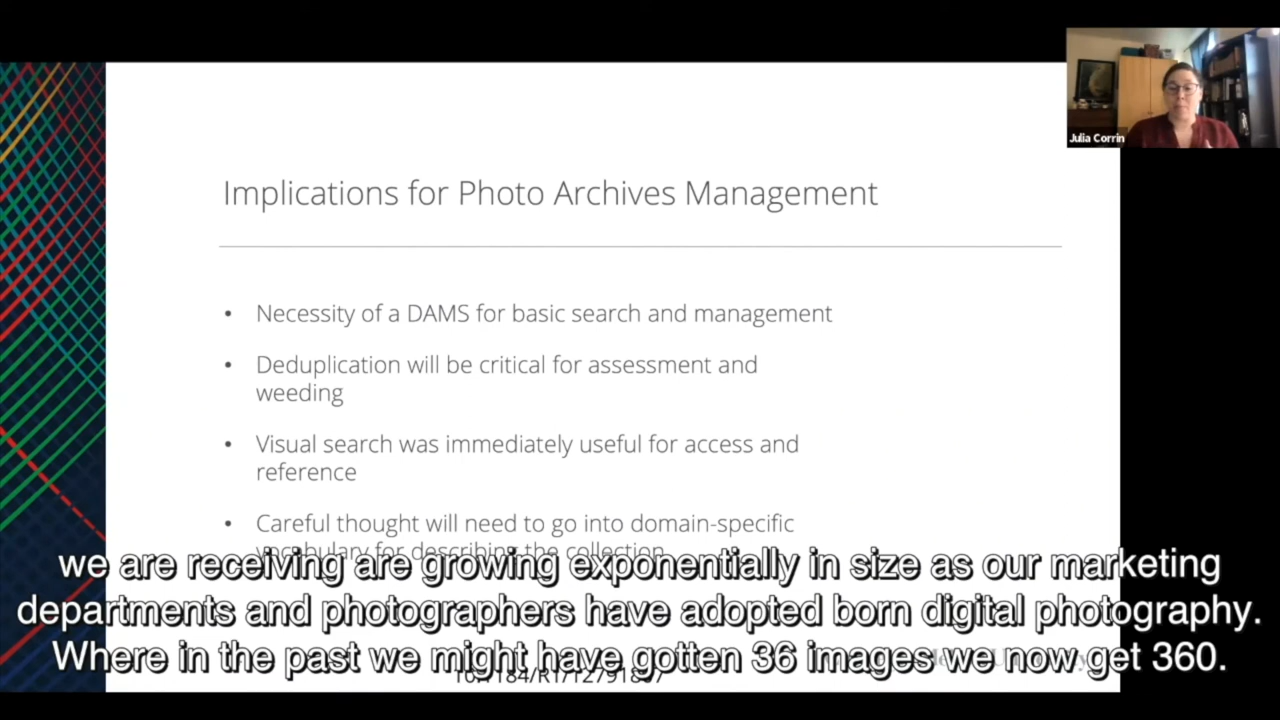 Julia Corrin
Implications for Photo Archives Management
• Necessity of a DAMS for basic search and management
• Deduplication will be critical for assessment and
weeding
• Visual search was immediately useful for access and
reference
• Careful thought will need to go into domain-specific
vocabulary for describing the collection
we are receiving are growing exponentially in size as our marketing
departments and photographers have adopted born digital photography.
Where in the past we might have gotten 36 images we now get 360.